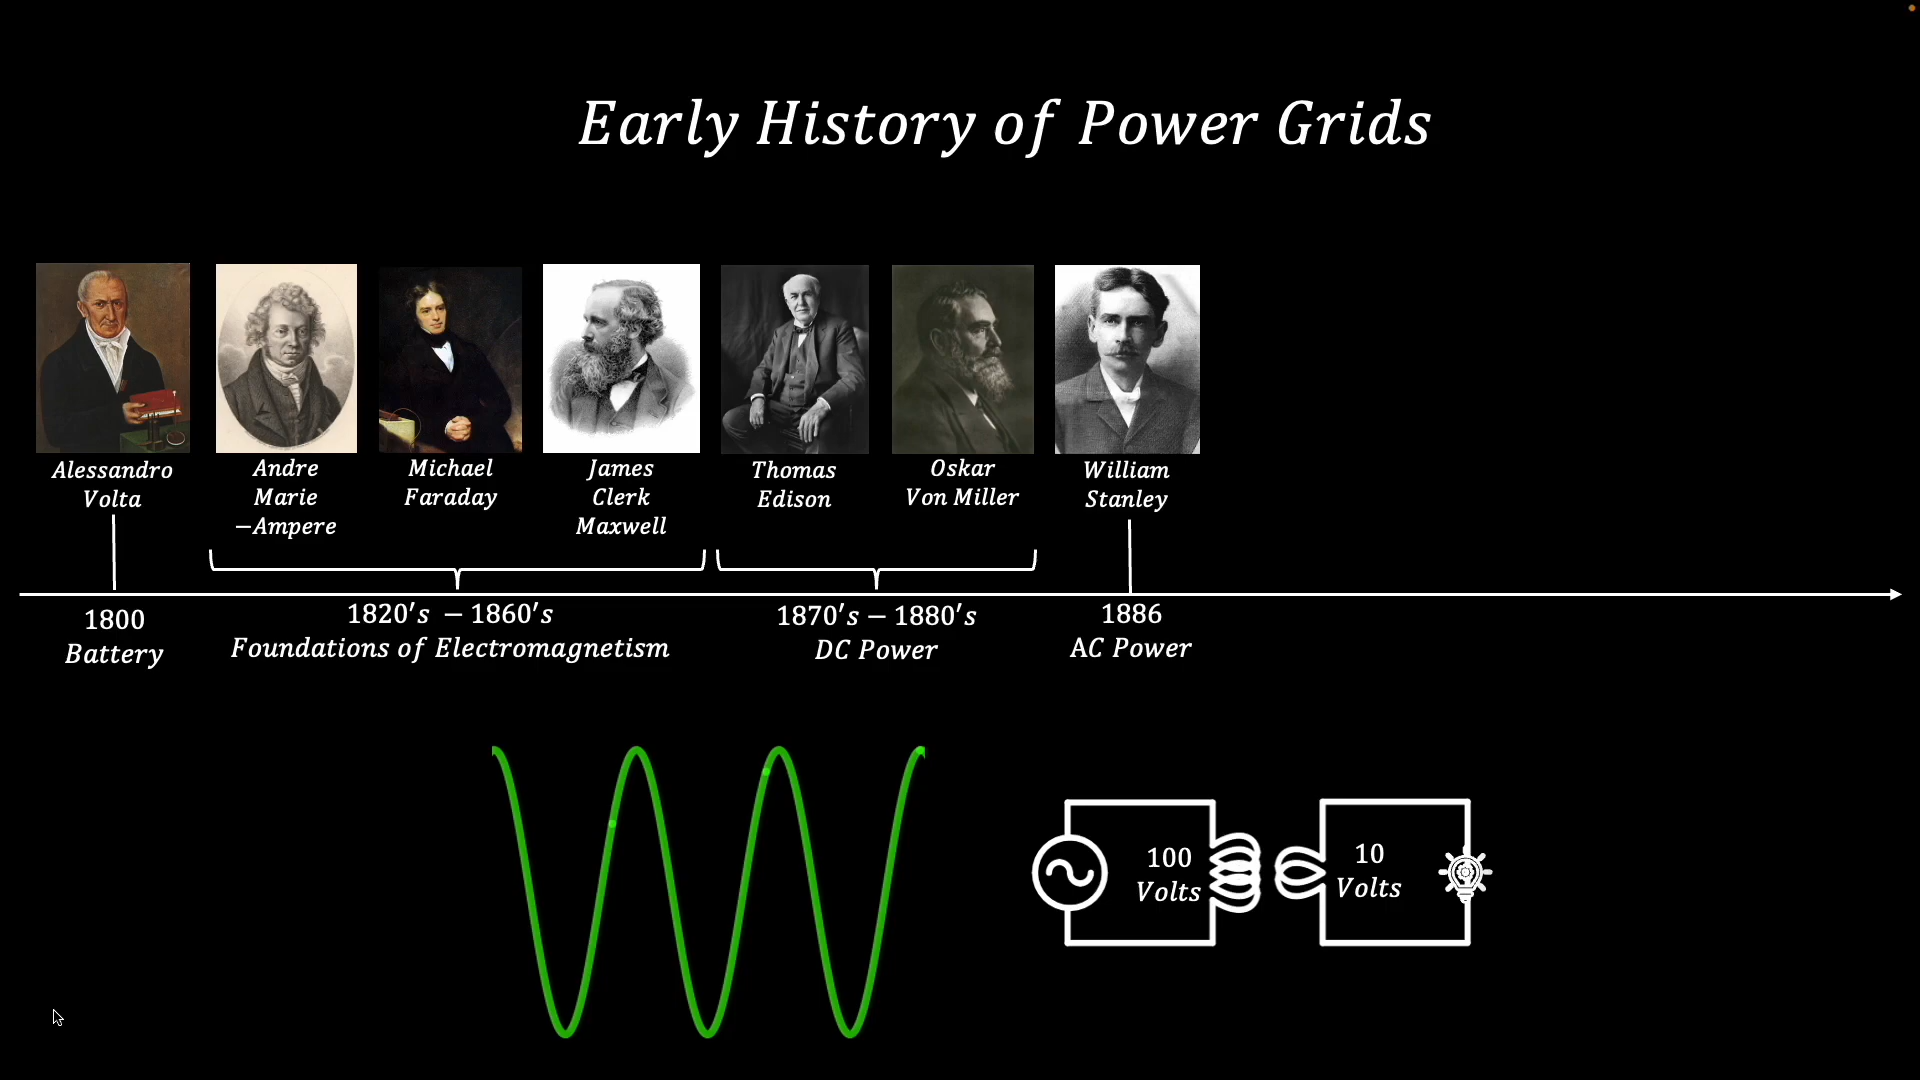 Early History of Power Grids
Alessandro
Volta
Andre
Marie
−Ampere
Michael
Faraday
James
Clerk
Maxwell
Thomas
Edison
Oskar
Von Miller
William
Stanley
1800
Battery
1820's − 1860's
Foundations of Electromagnetism
1870's − 1880's
DC Power
1886
AC Power
100
Volts
10
Volts